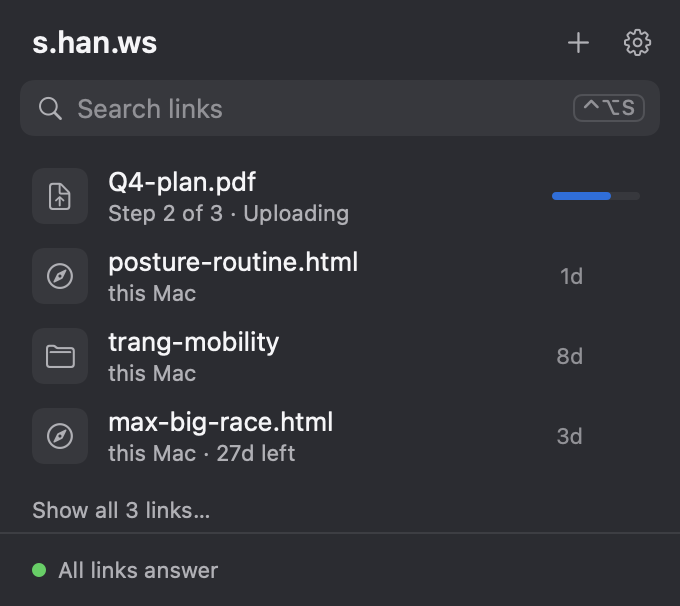 s.han.ws
Search links ⌃⌥S
Q4-plan.pdf
Step 2 of 3 · Uploading
posture-routine.html
this Mac
1d
trang-mobility
this Mac
8d
max-big-race.html
this Mac · 27d left
3d
Show all 3 links…
All links answer